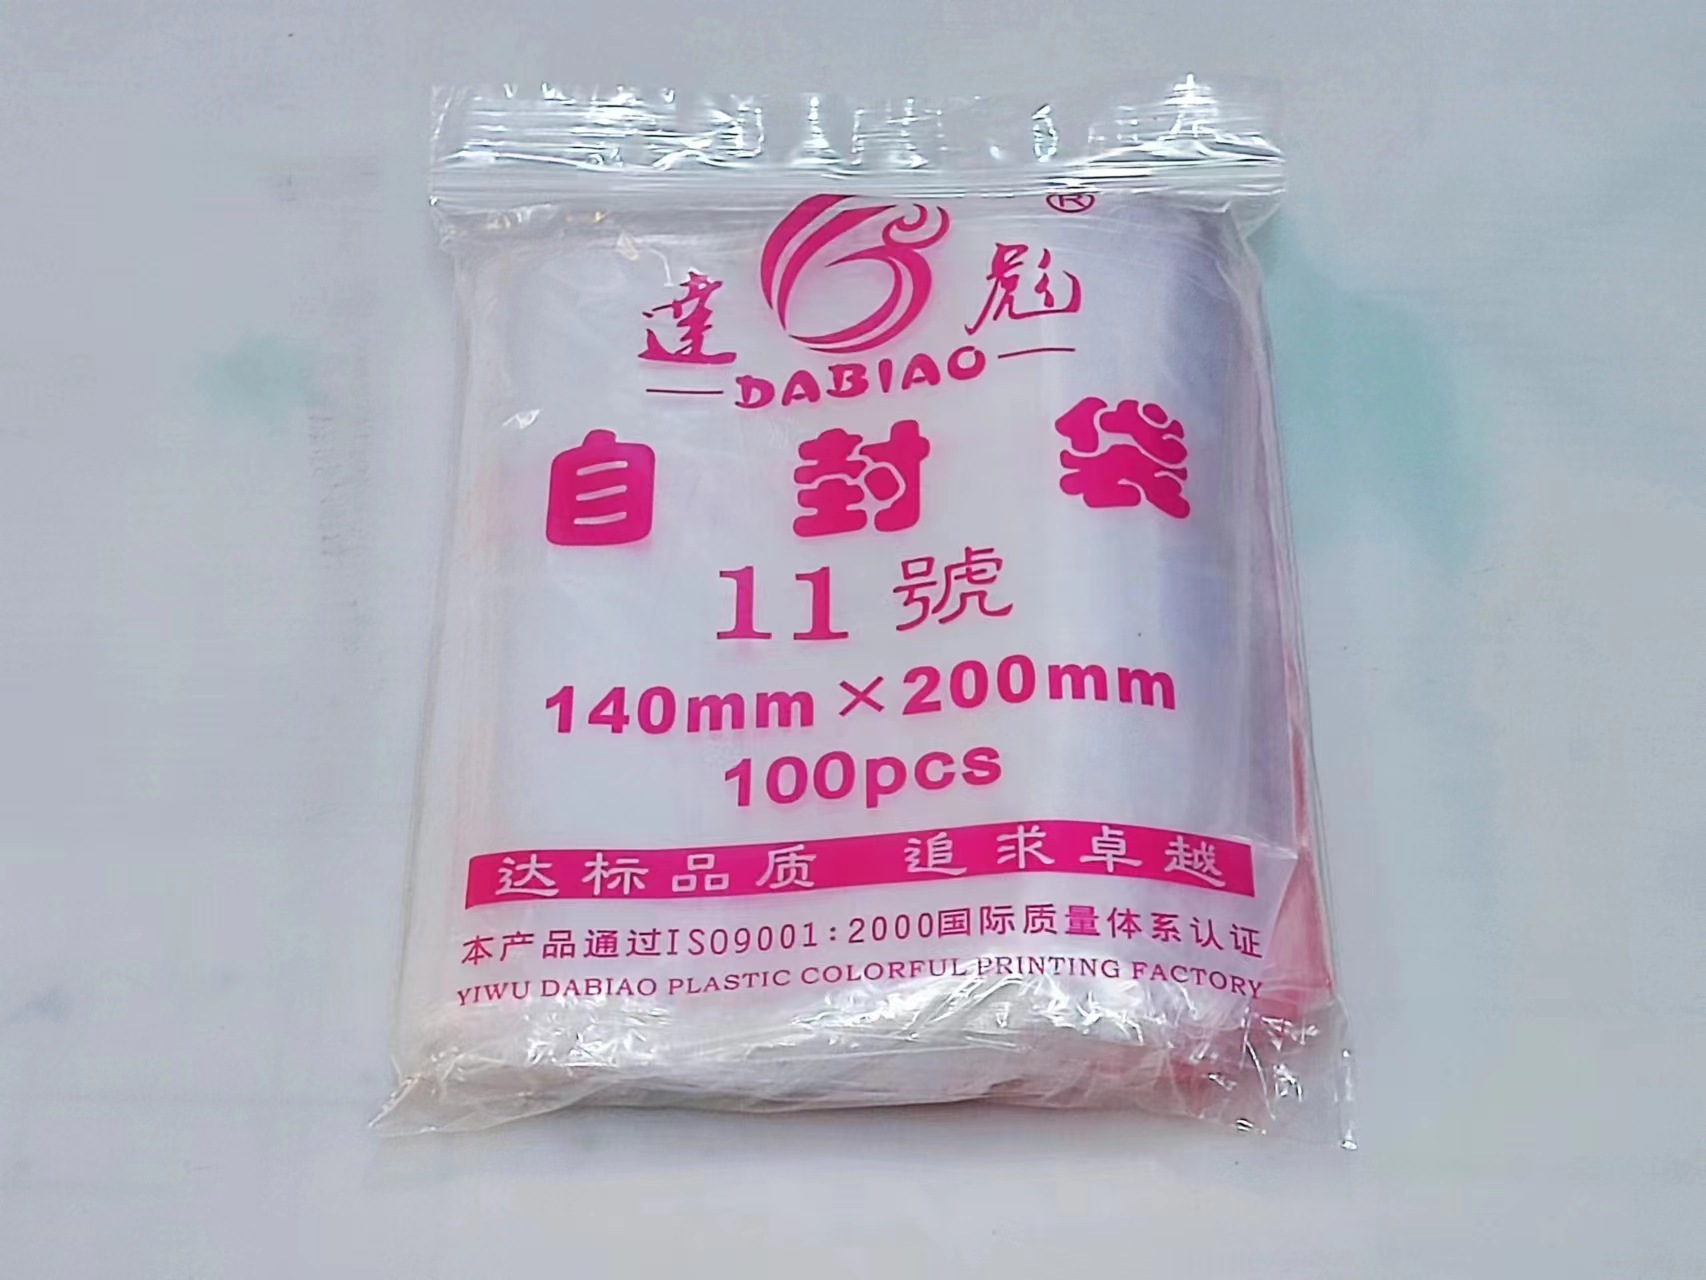 ®
達 彪
DABIAO
自封袋
11號
140mm×200mm
100pcs
达标品质 追求卓越
本产品通过ISO9001:2000国际质量体系认证
YIWU DABIAO PLASTIC COLORFUL PRINTING FACTORY